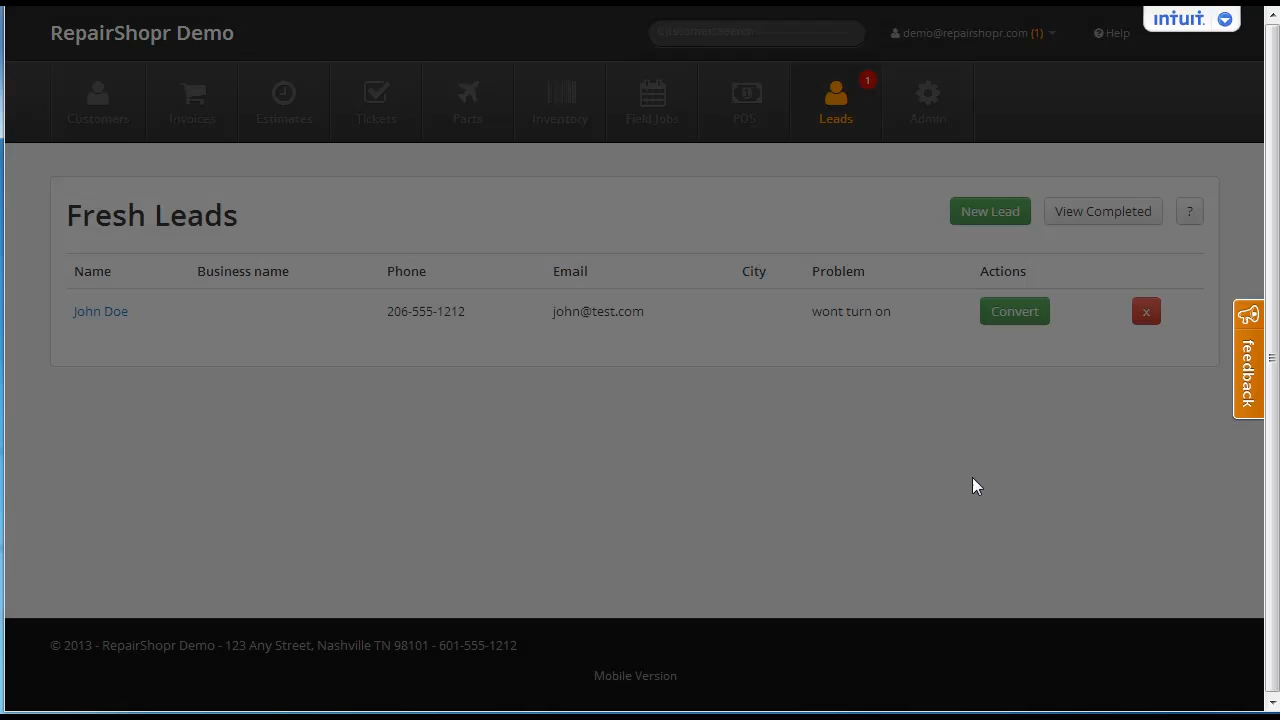 RepairShopr Demo
Customer Search
demo@repairshopr.com (1)
Help
intuit.
Customers
Invoices
Estimates
Tickets
Parts
Inventory
Field Jobs
POS
Leads
1
Admin
Fresh Leads
New Lead
View Completed
?
Name Business name Phone Email City Problem Actions
John Doe 206-555-1212 john@test.com wont turn on Convert x
feedback
© 2013 - RepairShopr Demo - 123 Any Street, Nashville TN 98101 - 601-555-1212
Mobile Version